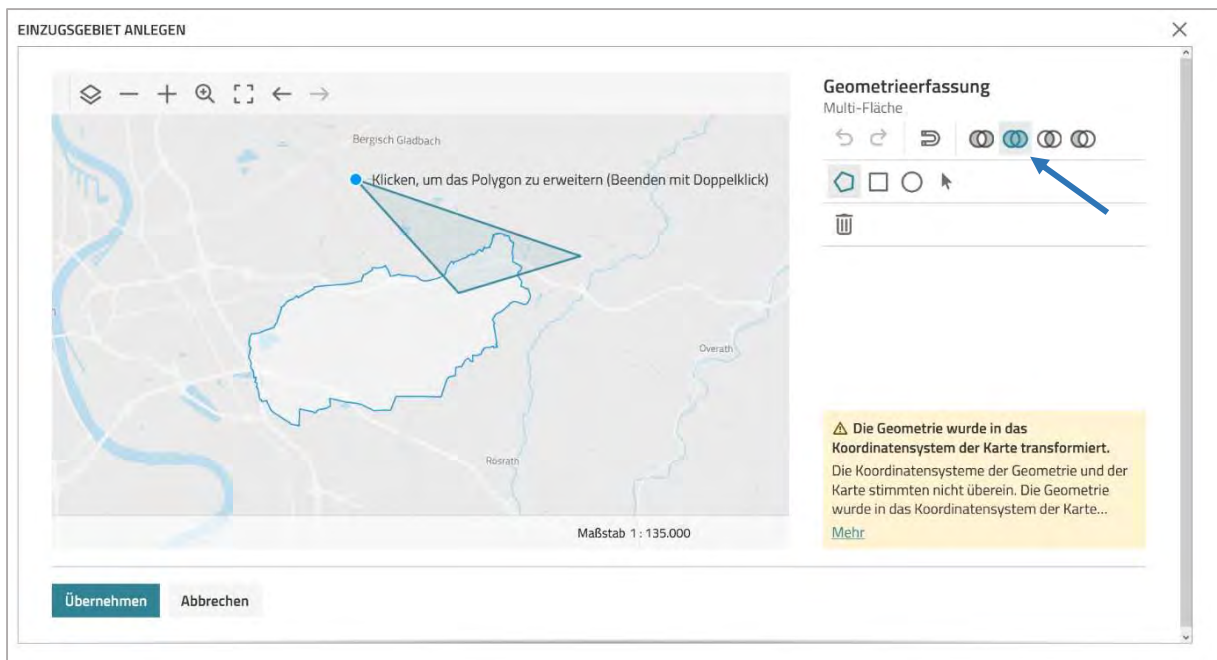 EINZUGSGEBIET ANLEGEN
Geometrieerfassung
Multi-Fläche
Bergisch Gladbach
Klicken, um das Polygon zu erweitern (Beenden mit Doppelklick)
Overath
Rösrath
Maßstab 1 : 135.000
Die Geometrie wurde in das
Koordinatensystem der Karte transformiert.
Die Koordinatensysteme der Geometrie und der
Karte stimmten nicht überein. Die Geometrie
wurde in das Koordinatensystem der Karte...
Mehr
Übernehmen
Abbrechen